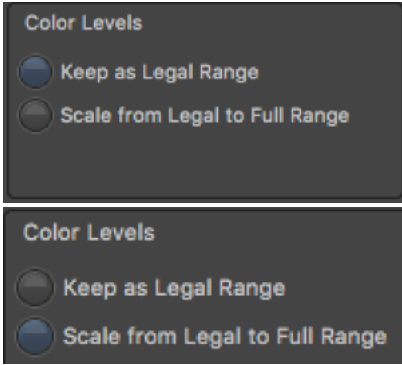 Color Levels
Keep as Legal Range
Scale from Legal to Full Range
Color Levels
Keep as Legal Range
Scale from Legal to Full Range